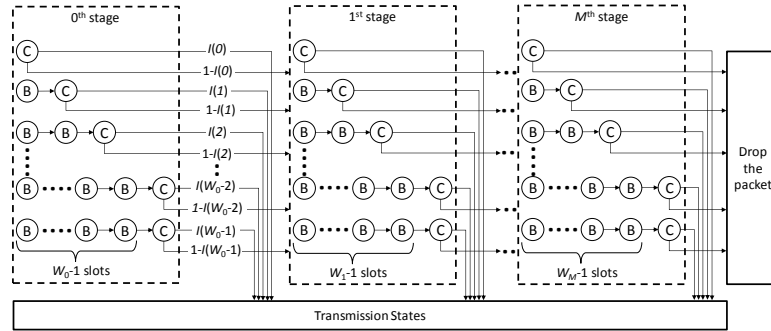 0th stage
1st stage
Mth stage
C
I(0)
C
C
1-I(0)
B C
I(1)
B C
B C
1-I(1)
B B C
I(2)
B B C
B B C
1-I(2)
Drop
the
packet
B B B C
I(W0-2)
B B B C
B B B C
1-I(W0-2)
B B B C
I(W0-1)
B B B C
B B B C
1-I(W0-1)
W0-1 slots
W1-1 slots
WM-1 slots
Transmission States